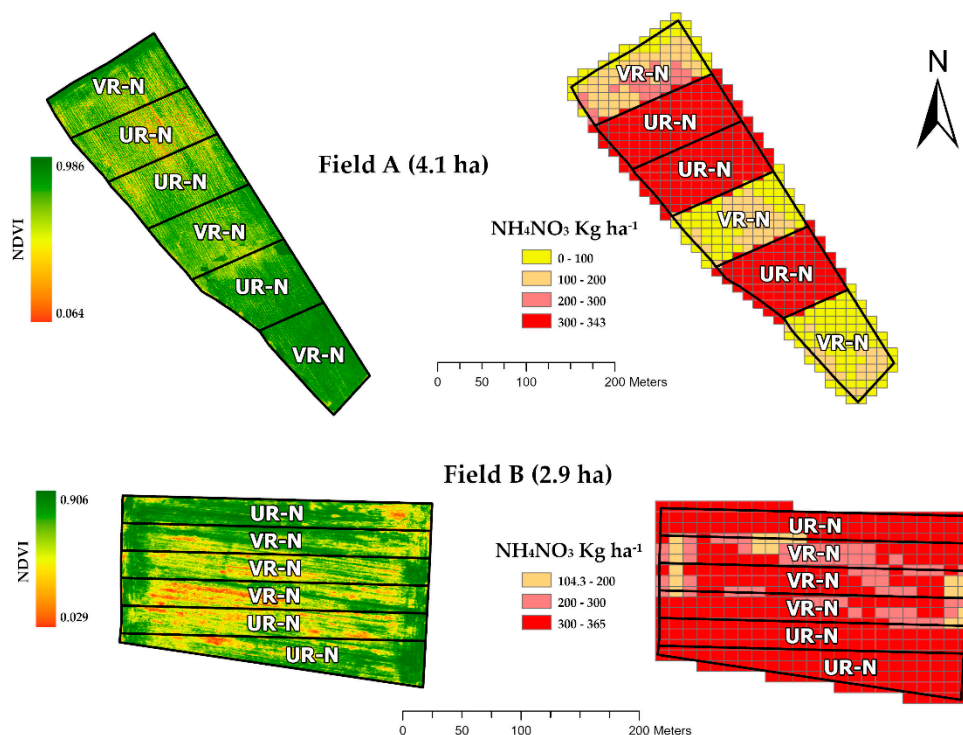 N
VR-N
UR-N
UR-N
VR-N
UR-N
VR-N
NDVI
0.986
0.064
Field A (4.1 ha)
VR-N
UR-N
UR-N
VR-N
UR-N
VR-N
NH₄NO₃ Kg ha⁻¹
0 - 100
100 - 200
200 - 300
300 - 343
0 50 100 200 Meters
Field B (2.9 ha)
NDVI
0.906
0.029
UR-N
VR-N
VR-N
VR-N
UR-N
UR-N
NH₄NO₃ Kg ha⁻¹
104.3 - 200
200 - 300
300 - 365
UR-N
VR-N
VR-N
VR-N
UR-N
UR-N
0 50 100 200 Meters